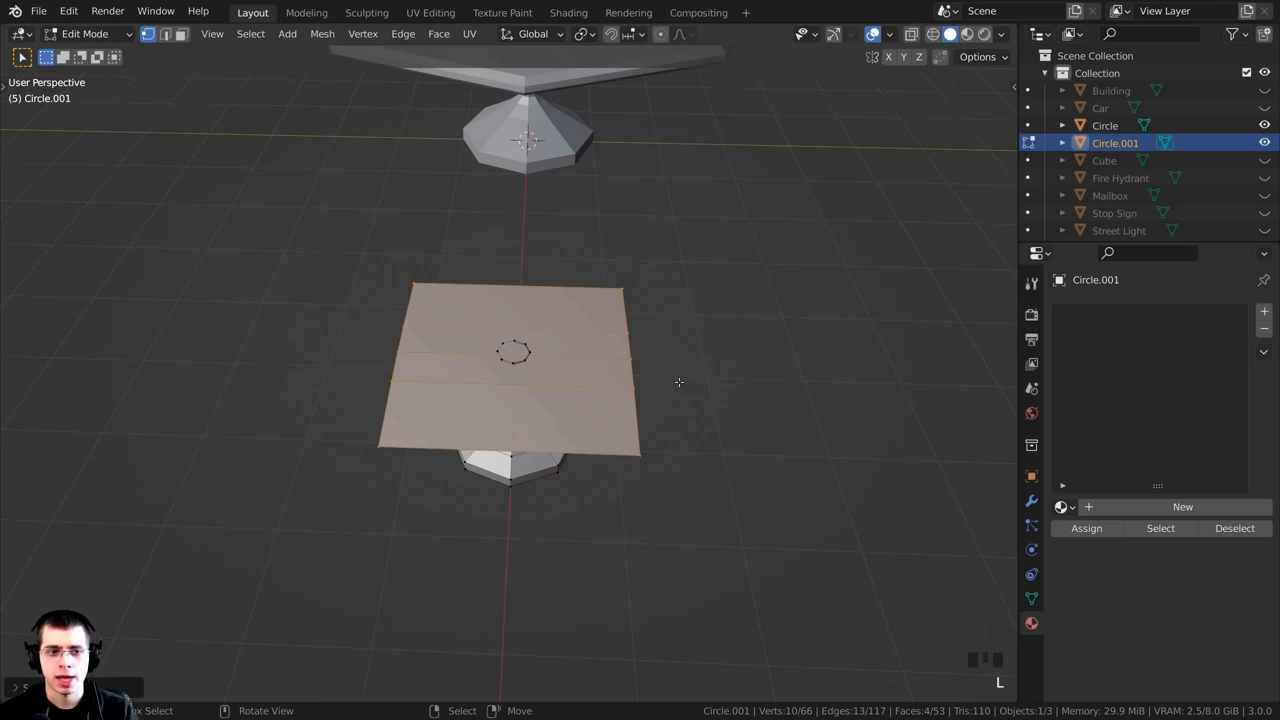 File Edit Render Window Help
Layout Modeling Sculpting UV Editing Texture Paint Shading Rendering Compositing
Scene View Layer
Edit Mode View Select Add Mesh Vertex Edge Face UV Global
X Y Z Options
User Perspective
(5) Circle.001
Scene Collection
Collection
Building
Car
Circle
Circle.001
Cube
Fire Hydrant
Mailbox
Stop Sign
Street Light
Circle.001
New
Assign Select Deselect
L
ox Select Rotate View Select Move Circle.001 | Verts:10/66 | Edges:13/117 | Faces:4/53 | Tris:110 | Objects:1/3 | Memory: 29.9 MiB | VRAM: 2.5/8.0 GiB | 3.0.0